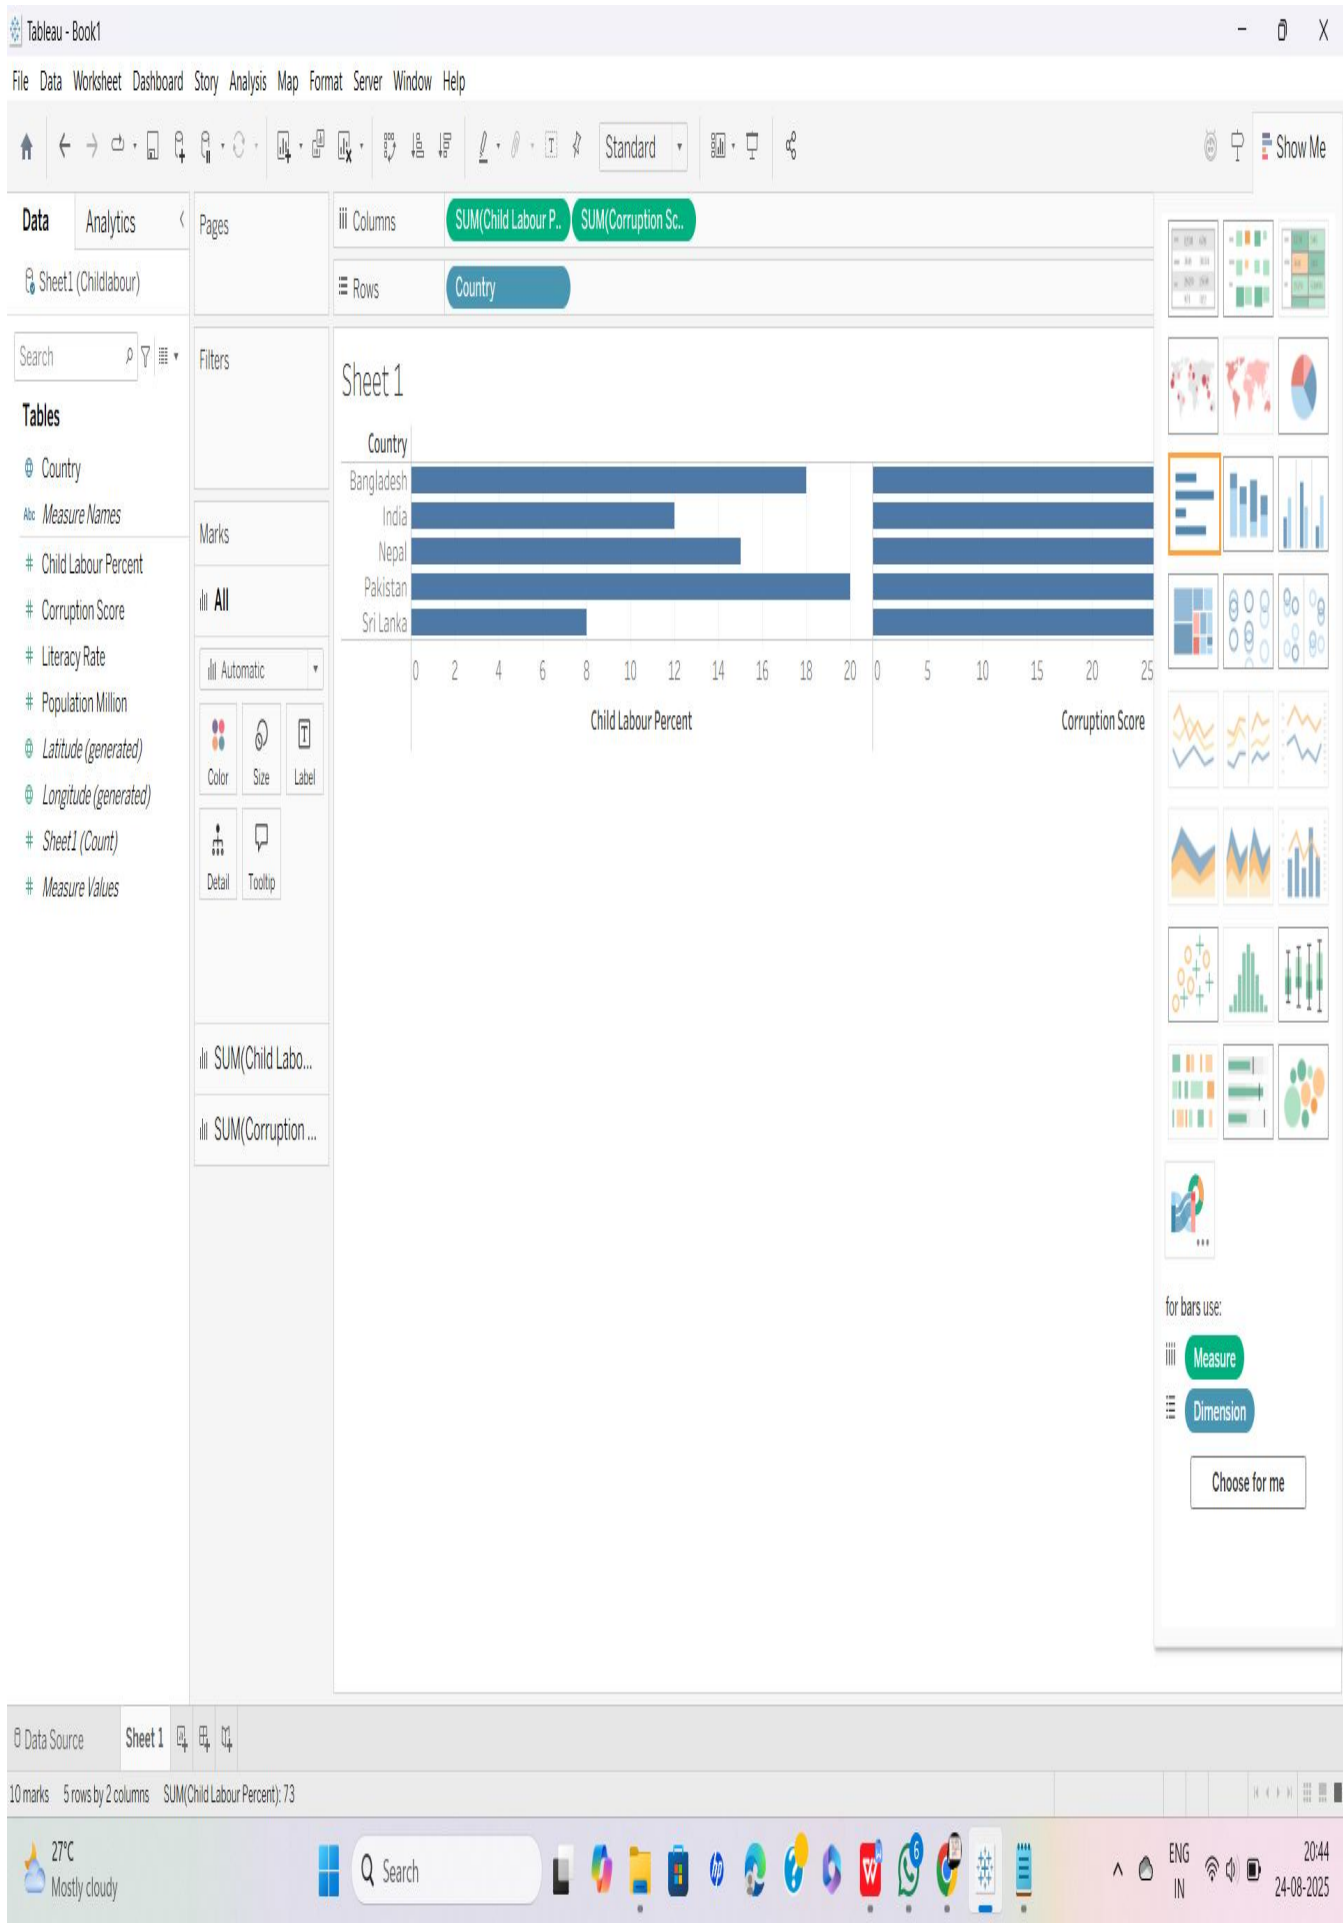 Tableau - Book1
File Data Worksheet Dashboard Story Analysis Map Format Server Window Help
Standard
Show Me
Data Analytics
Pages
Columns
SUM(Child Labour P.. SUM(Corruption Sc..
Sheet1 (Childlabour)
Rows
Country
Search
Filters
Sheet 1
Tables
Country
Abc Measure Names
Child Labour Percent
Corruption Score
Literacy Rate
Population Million
Latitude (generated)
Longitude (generated)
Sheet1 (Count)
Measure Values
Marks
All
Automatic
Color Size Label
Detail Tooltip
SUM(Child Labo...
SUM(Corruption ...
Country
Bangladesh
India
Nepal
Pakistan
Sri Lanka
0 2 4 6 8 10 12 14 16 18 20 0 5 10 15 20 25
Child Labour Percent Corruption Score
for bars use:
Measure
Dimension
Choose for me
Data Source Sheet 1
10 marks 5 rows by 2 columns SUM(Child Labour Percent): 73
27°C
Mostly cloudy
Search
hp
W
6
ENG
IN
20:44
24-08-2025